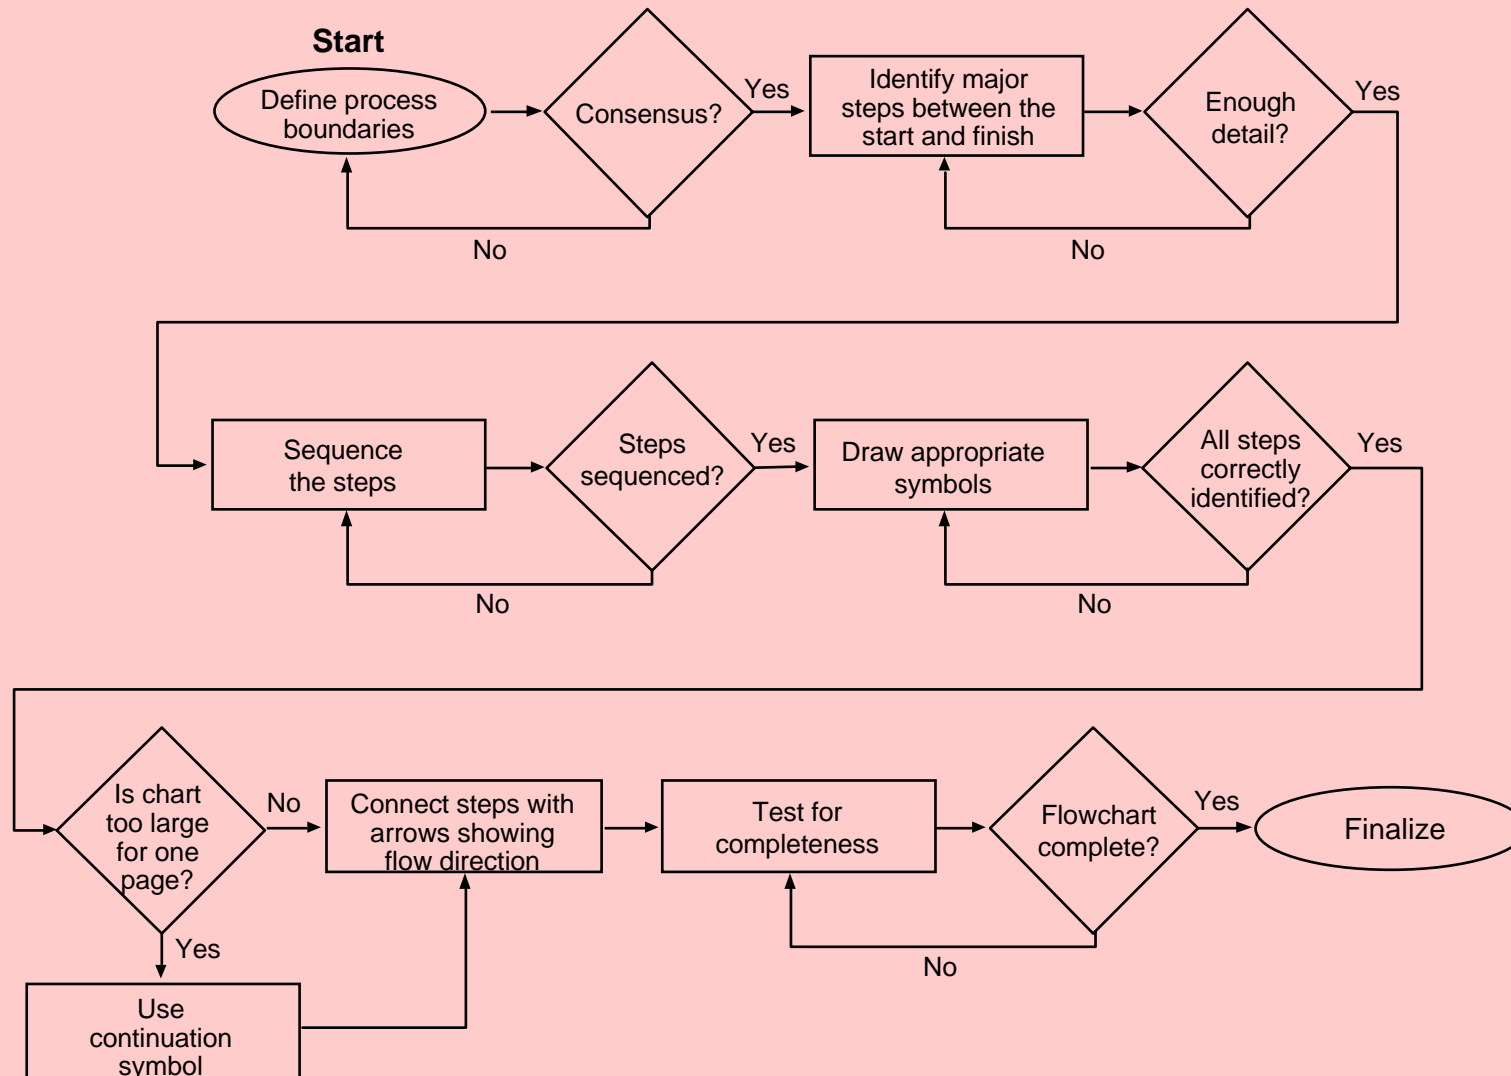 Start
Define process
boundaries
Consensus?
Yes
No
Identify major
steps between the
start and finish
Enough
detail?
Yes
No
Sequence
the steps
Steps
sequenced?
Yes
No
Draw appropriate
symbols
All steps
correctly
identified?
Yes
No
Is chart
too large
for one
page?
No
Yes
Use
continuation
symbol
Connect steps with
arrows showing
flow direction
Test for
completeness
Flowchart
complete?
Yes
No
Finalize